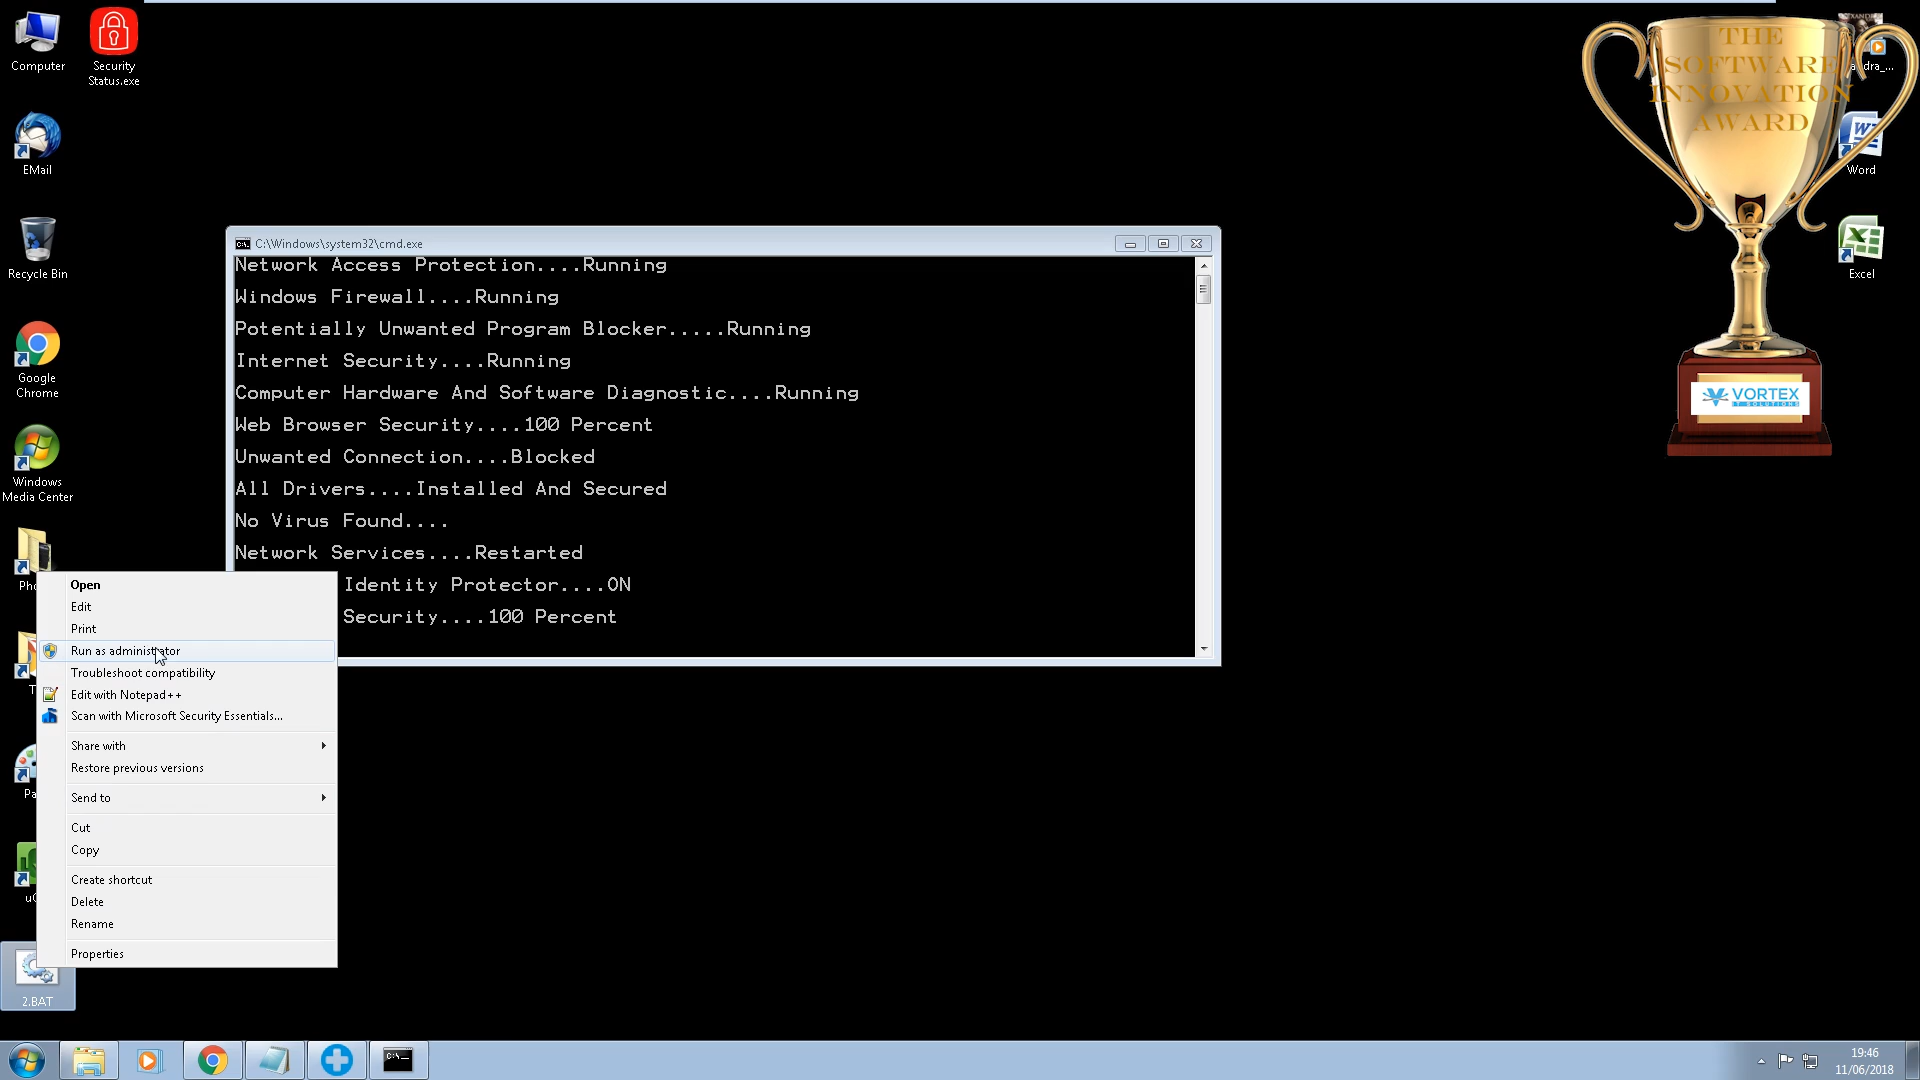 Computer
Security
Status.exe
THE
SOFTWARE
INNOVATION
AWARD
EMail
Word
Recycle Bin
Excel
C:\Windows\system32\cmd.exe
Network Access Protection....Running
Windows Firewall....Running
Potentially Unwanted Program Blocker.....Running
Internet Security....Running
Computer Hardware And Software Diagnostic....Running
Web Browser Security....100 Percent
Unwanted Connection....Blocked
All Drivers....Installed And Secured
No Virus Found....
Network Services....Restarted
Identity Protector....ON
Security....100 Percent
VORTEX
IT SOLUTIONS
Google
Chrome
Windows
Media Center
Open
Edit
Print
Run as administrator
Troubleshoot compatibility
Edit with Notepad++
Scan with Microsoft Security Essentials...
Share with
Restore previous versions
Send to
Cut
Copy
Create shortcut
Delete
Rename
Properties
2.BAT
19:46
11/06/2018